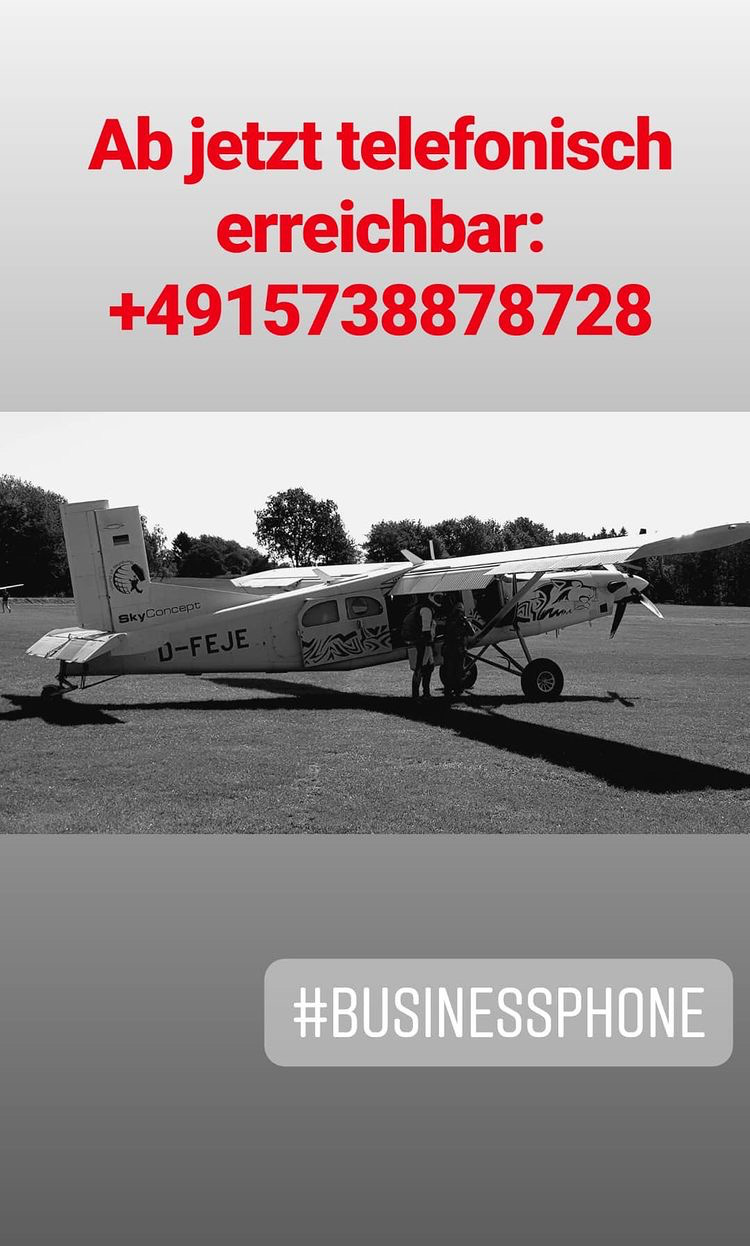 Ab jetzt telefonisch
erreichbar:
+4915738878728
SkyConcept
D-FEJE
#BUSINESSPHONE